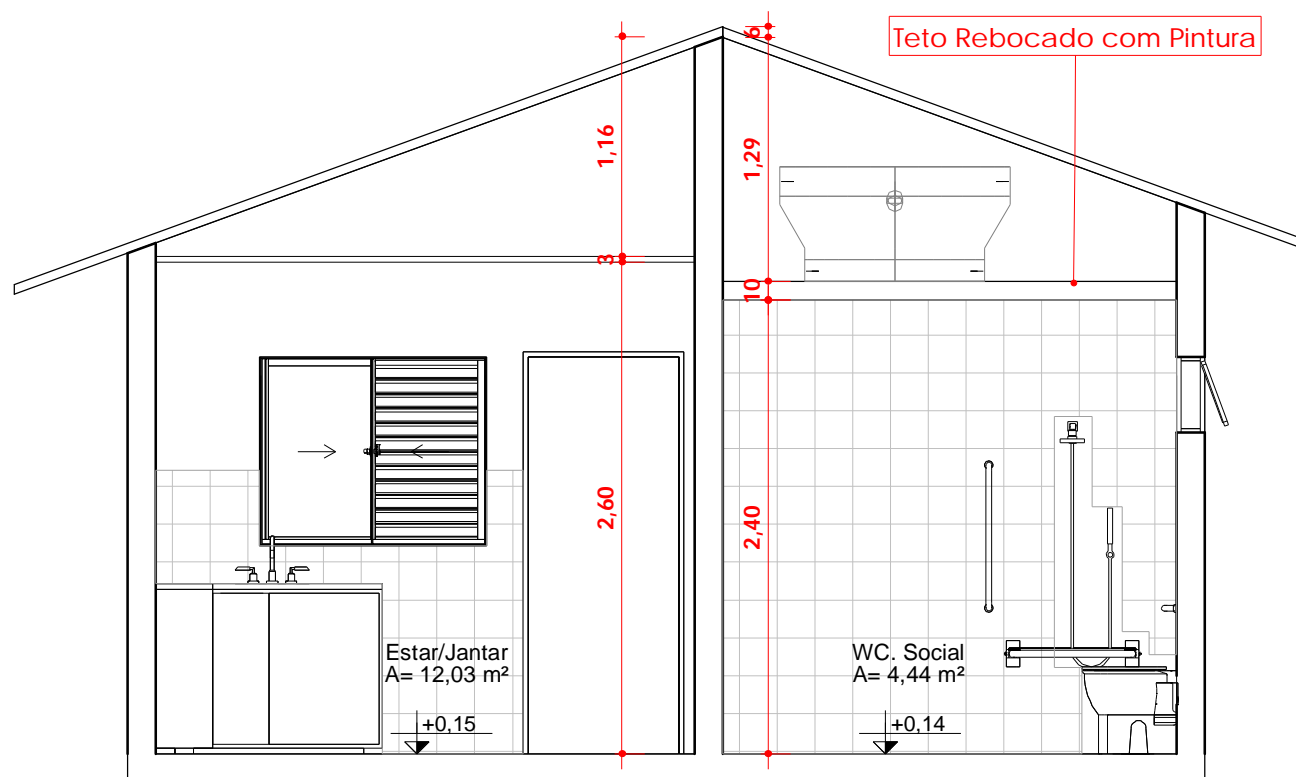 6
Teto Rebocado com Pintura
1,16
1,29
3
10
2,60
2,40
Estar/Jantar
A= 12,03 m²
+0,15
WC. Social
A= 4,44 m²
+0,14